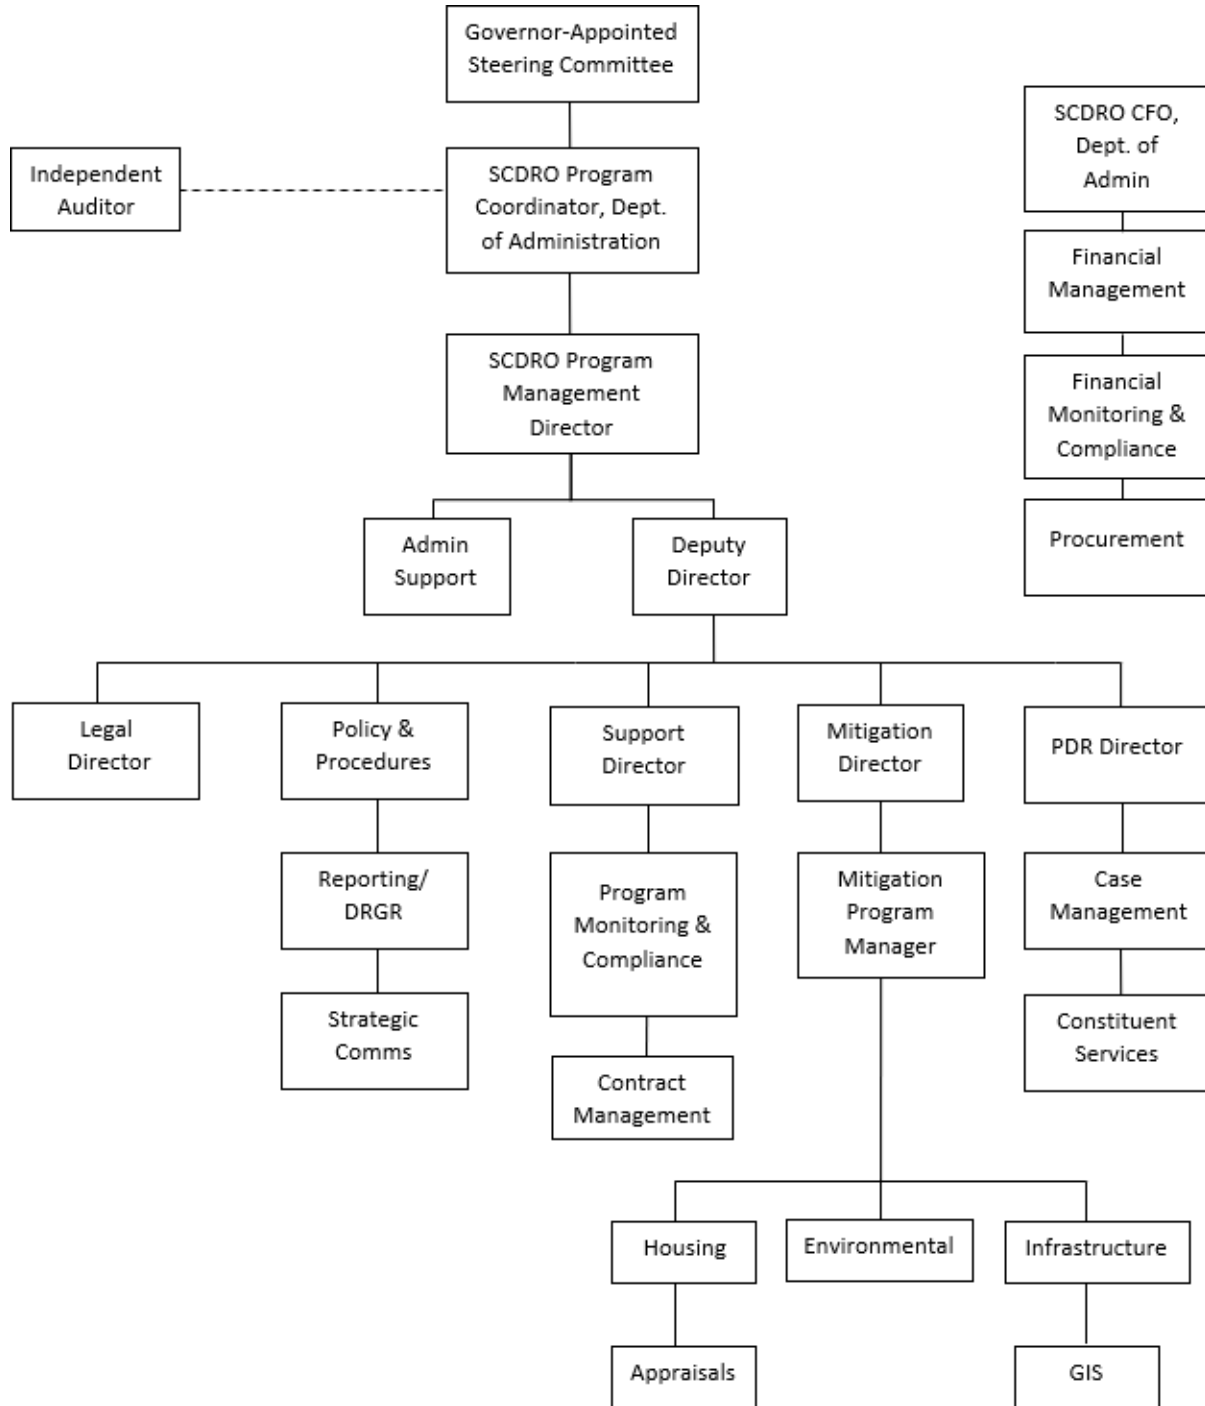 Governor-Appointed
Steering Committee
SCDRO CFO,
Dept. of
Admin
Independent
Auditor
SCDRO Program
Coordinator, Dept.
of Administration
Financial
Management
SCDRO Program
Management
Director
Financial
Monitoring &
Compliance
Admin
Support
Deputy
Director
Procurement
Legal
Director
Policy &
Procedures
Support
Director
Mitigation
Director
PDR Director
Reporting/
DRGR
Program
Monitoring &
Compliance
Mitigation
Program
Manager
Case
Management
Strategic
Comms
Contract
Management
Constituent
Services
Housing
Environmental
Infrastructure
Appraisals
GIS